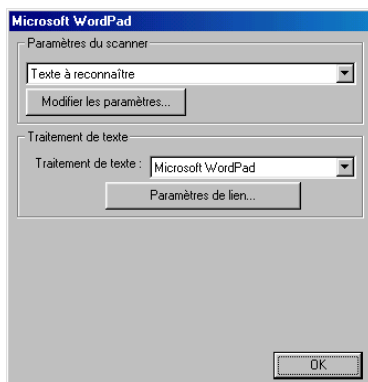 Microsoft WordPad
Paramètres du scanner
Texte à reconnaître
Modifier les paramètres...
Traitement de texte
Traitement de texte : Microsoft WordPad
Paramètres de lien...
OK